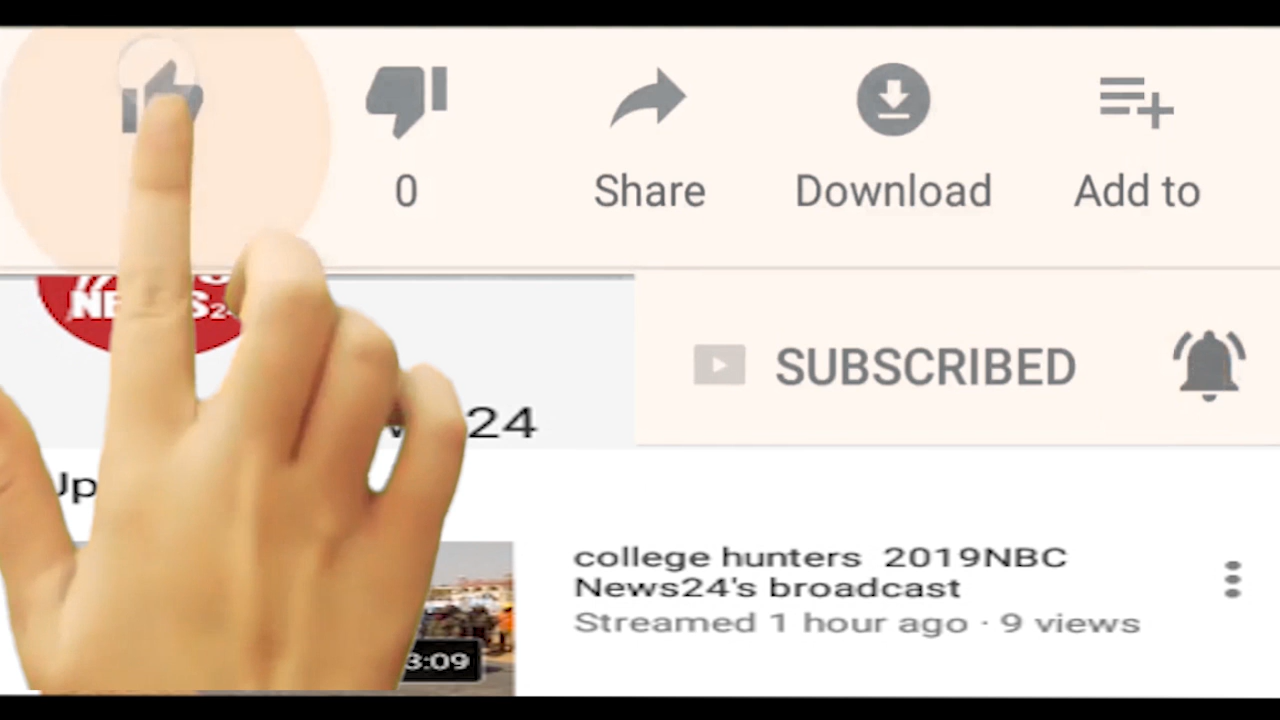 0
Share
Download
Add to
SUBSCRIBED
24
college hunters 2019NBC
News24's broadcast
Streamed 1 hour ago · 9 views
3:09